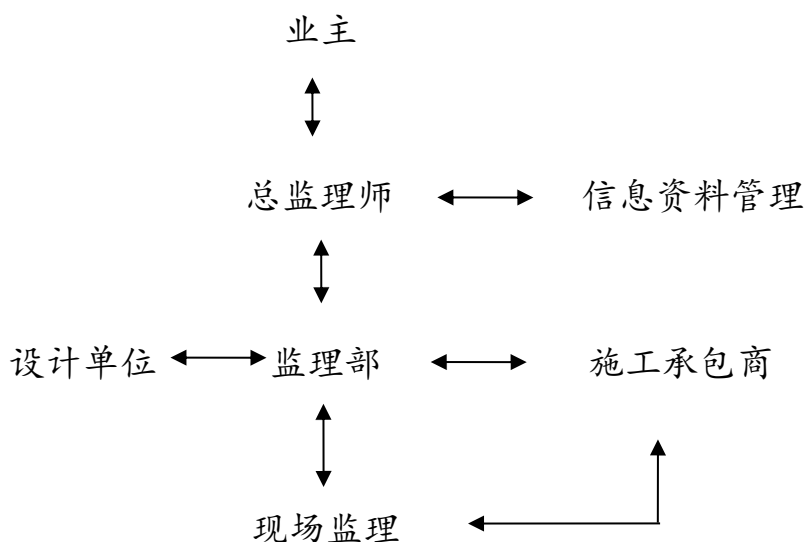 业主
总监理师
信息资料管理
设计单位
监理部
施工承包商
现场监理